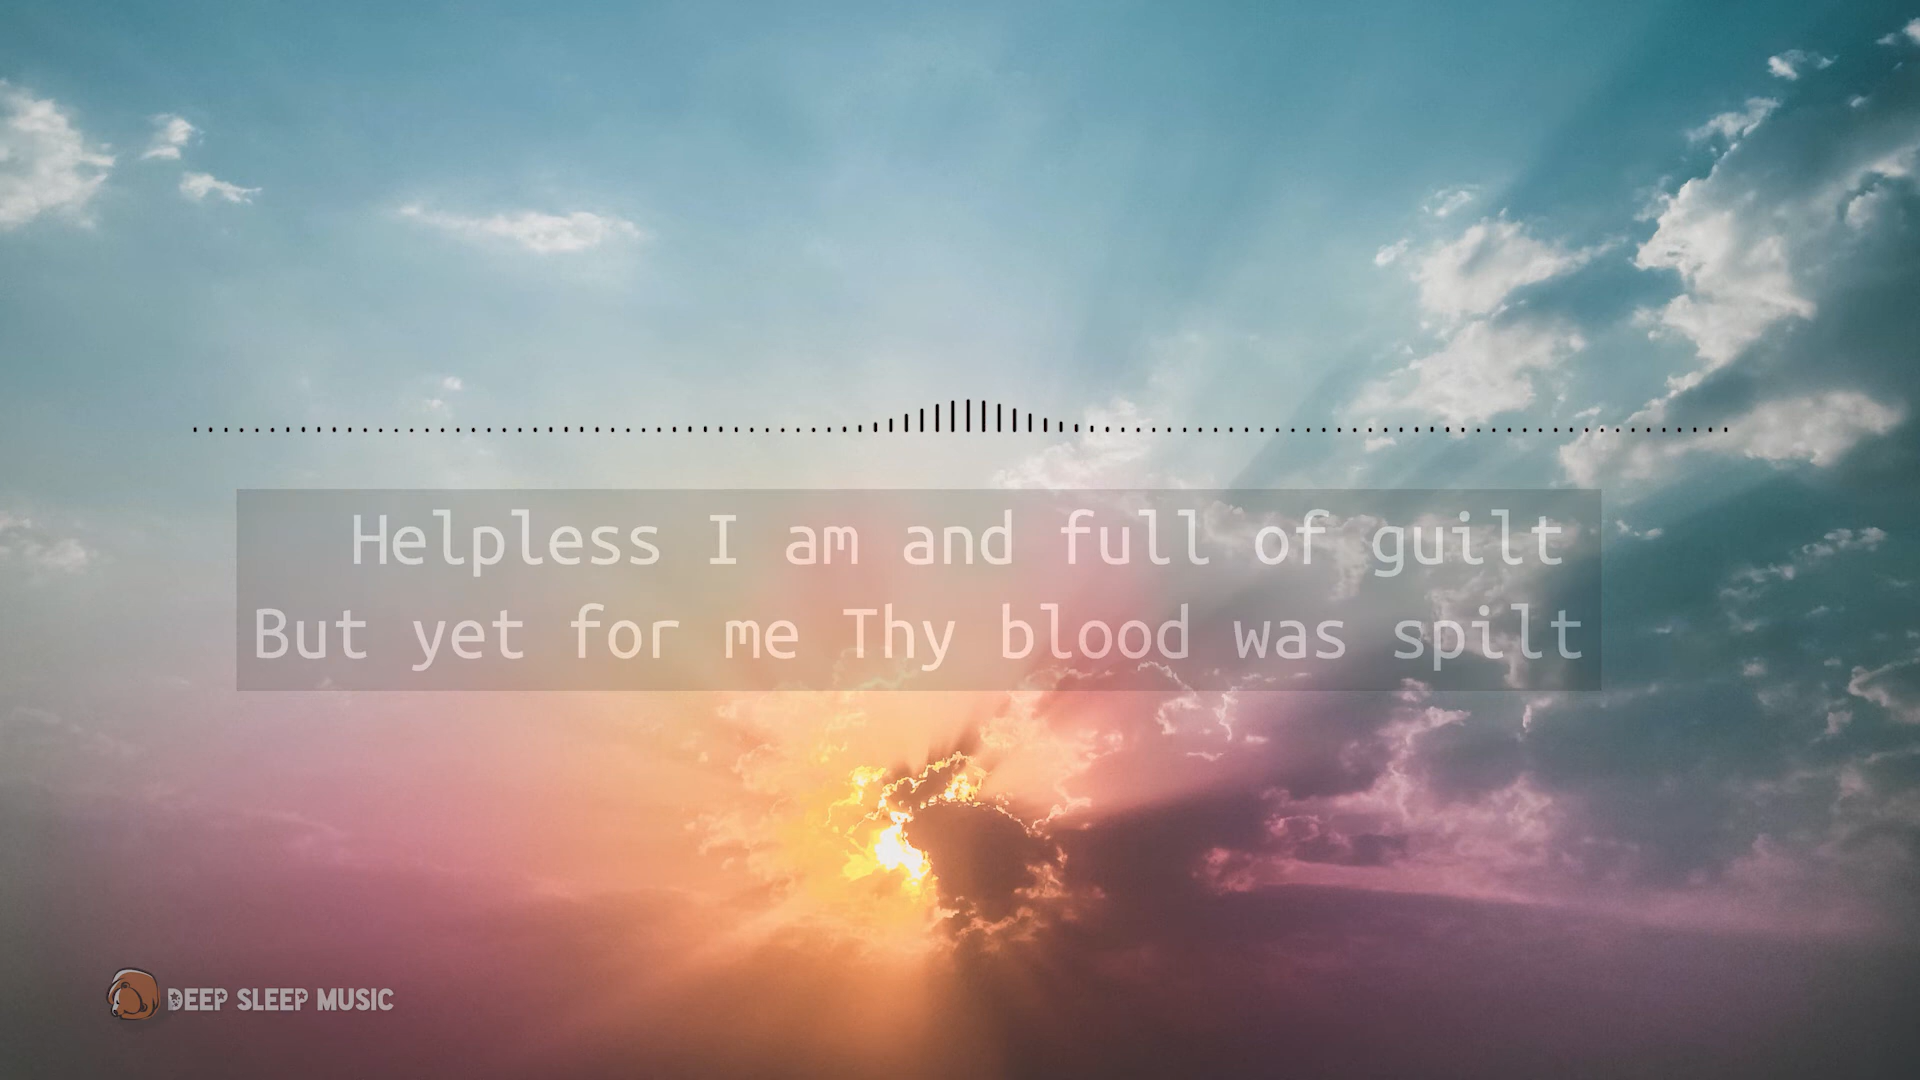 Helpless I am and full of guilt
But yet for me Thy blood was spilt
DEEP SLEEP MUSIC